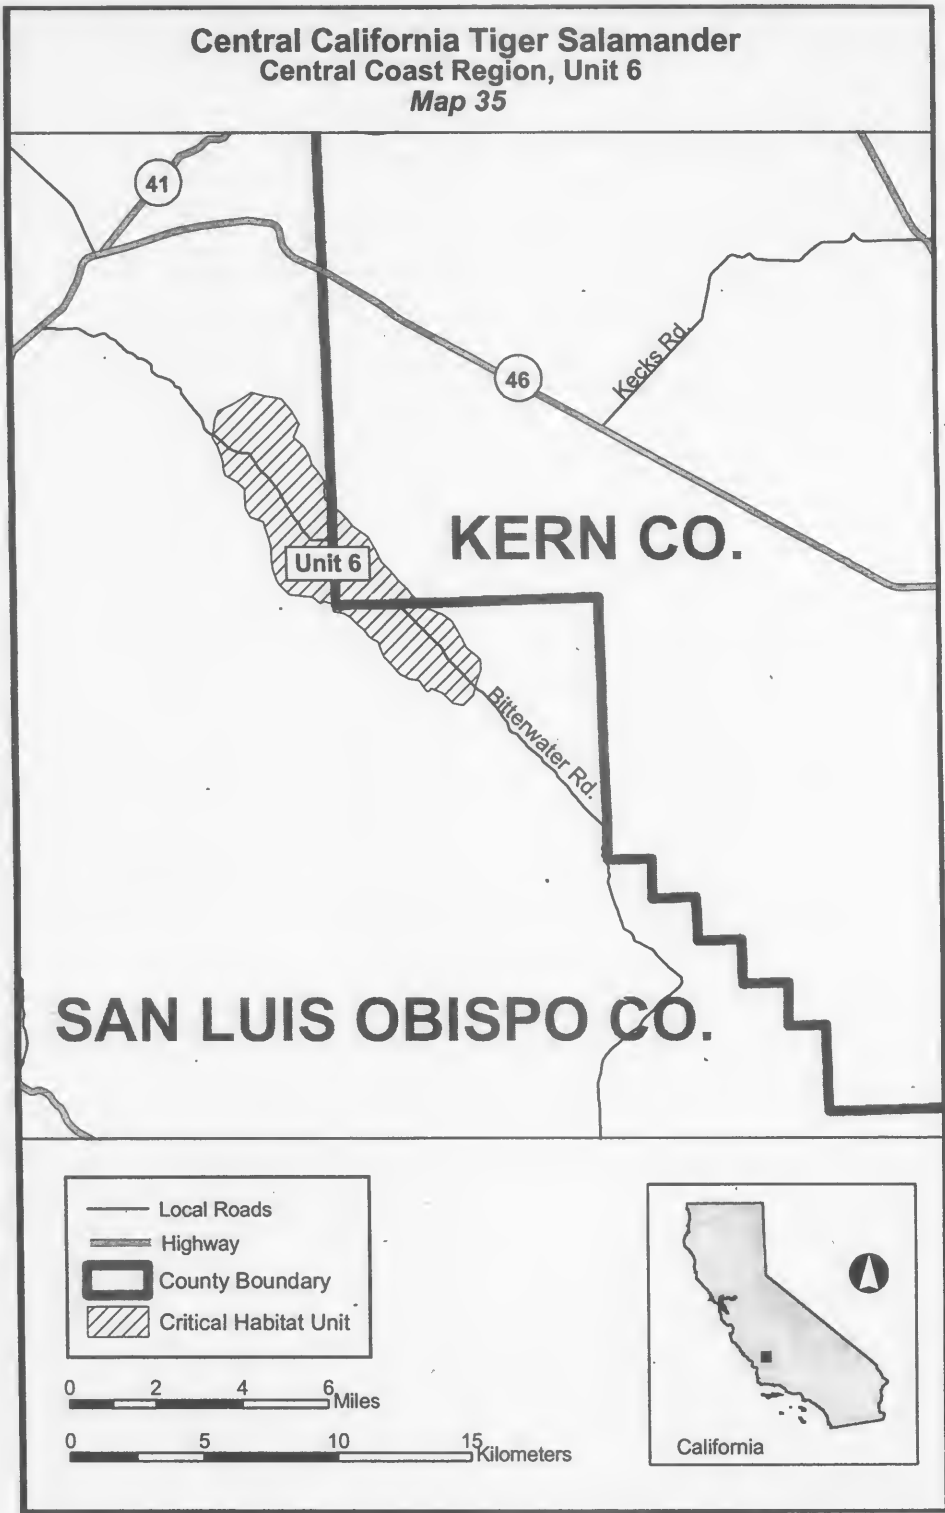 Central California Tiger Salamander
Central Coast Region, Unit 6
Map 35
41
46
Kecks Rd.
KERN CO.
Unit 6
Bitterwater Rd.
SAN LUIS OBISPO CO.
Local Roads
Highway
County Boundary
Critical Habitat Unit
0 2 4 6 Miles
0 5 10 15 Kilometers
California